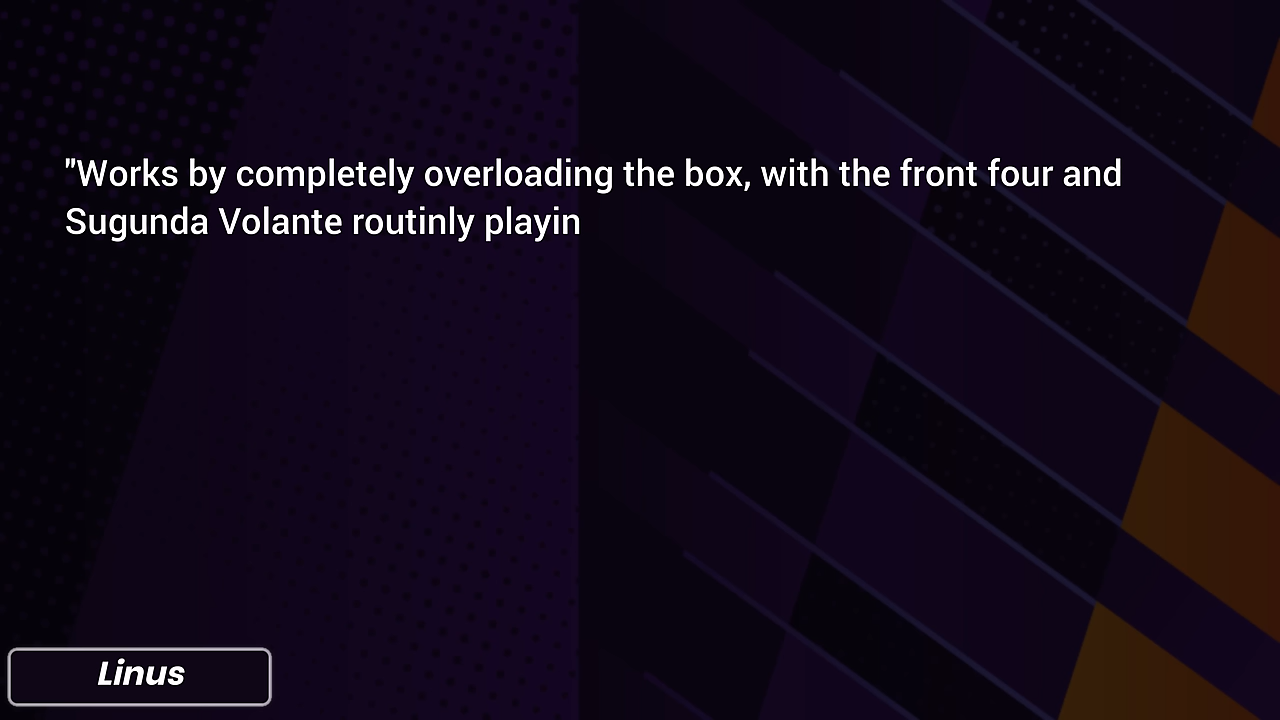 "Works by completely overloading the box, with the front four and
Sugunda Volante routinly playin
Linus